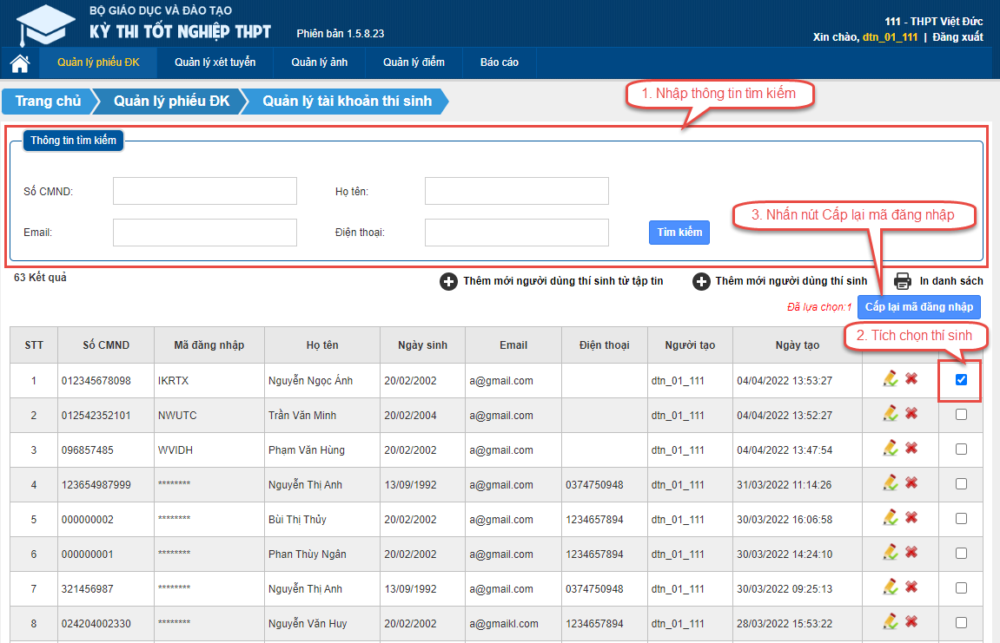 BỘ GIÁO DỤC VÀ ĐÀO TẠO
KỲ THI TỐT NGHIỆP THPT
Phiên bản 1.5.8.23
111 - THPT Việt Đức
Xin chào, dtn_01_111 | Đăng xuất
Quản lý phiếu ĐK Quản lý xét tuyển Quản lý ảnh Quản lý điểm Báo cáo
Trang chủ Quản lý phiếu ĐK Quản lý tài khoản thí sinh
1. Nhập thông tin tìm kiếm
Thông tin tìm kiếm
Số CMND: Họ tên:
3. Nhấn nút Cấp lại mã đăng nhập
Email: Điện thoại: Tìm kiếm
63 Kết quả Thêm mới người dùng thí sinh từ tập tin Thêm mới người dùng thí sinh In danh sách
Đã lựa chọn:1 Cấp lại mã đăng nhập
2. Tích chọn thí sinh
STT Số CMND Mã đăng nhập Họ tên Ngày sinh Email Điện thoại Người tạo Ngày tạo
1 012345678098 IKRTX Nguyễn Ngọc Ánh 20/02/2002 a@gmail.com dtn_01_111 04/04/2022 13:53:27
2 012542352101 NWUTC Trần Văn Minh 20/02/2004 a@gmail.com dtn_01_111 04/04/2022 13:52:27
3 096857485 WVIDH Phạm Văn Hùng 20/02/2002 a@gmail.com dtn_01_111 04/04/2022 13:47:54
4 123654987999 ******** Nguyễn Thị Anh 13/09/1992 a@gmail.com 0374750948 dtn_01_111 31/03/2022 11:14:26
5 000000002 ******** Bùi Thị Thủy 20/02/2002 a@gmail.com 1234657894 dtn_01_111 30/03/2022 16:06:58
6 000000001 ******** Phan Thùy Ngân 20/02/2002 a@gmail.com 1234657894 dtn_01_111 30/03/2022 14:24:10
7 321456987 ******** Nguyễn Thị Anh 13/09/1992 a@gmail.com 0374750948 dtn_01_111 30/03/2022 09:25:13
8 024204002330 ******** Nguyễn Văn Huy 20/02/2002 a@gmaikl.com 1234657894 dtn_01_111 28/03/2022 15:53:22